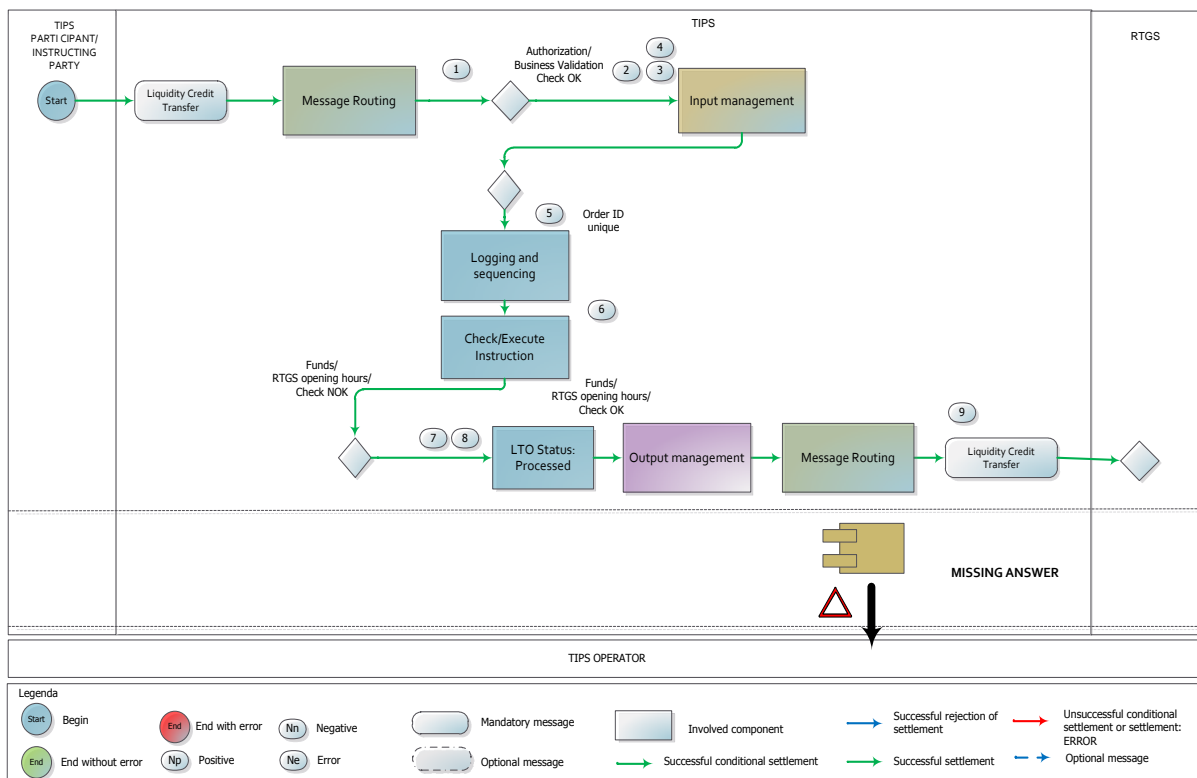 TIPS
PARTI CIPANT/
INSTRUCTING
PARTY
TIPS
RTGS
Start
Liquidity Credit
Transfer
Message Routing
1
Authorization/
Business Validation
Check OK
2
4
3
Input management
5
Order ID
unique
Logging and
sequencing
6
Check/Execute
Instruction
Funds/
RTGS opening hours/
Check NOK
Funds/
RTGS opening hours/
Check OK
7
8
LTO Status:
Processed
Output management
Message Routing
9
Liquidity Credit
Transfer
MISSING ANSWER
TIPS OPERATOR
Legenda
Start
Begin
End
End with error
Nn
Negative
Mandatory message
Involved component
Successful rejection of
settlement
Unsuccessful conditional
settlement or settlement:
ERROR
End
End without error
Np
Positive
Ne
Error
Optional message
Successful conditional settlement
Successful settlement
Optional message